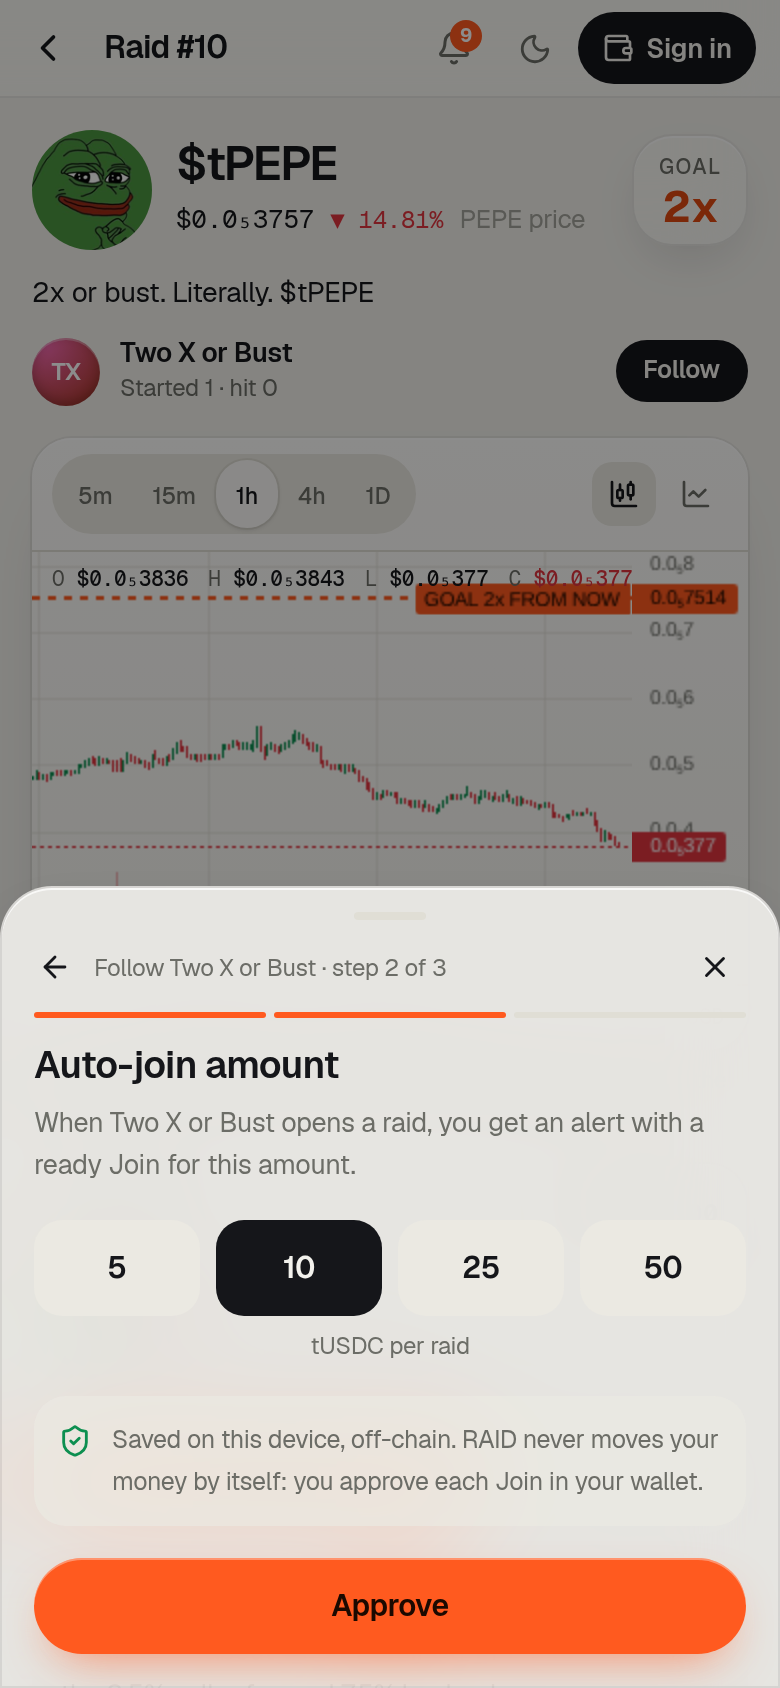 Raid #10
9
Sign in
$tPEPE
$0.0₅3757 ▼ 14.81% PEPE price
GOAL
2x
2x or bust. Literally. $tPEPE
TX
Two X or Bust
Started 1 · hit 0
Follow
5m 15m 1h 4h 1D
O $0.0₅3836 H $0.0₅3843 L $0.0₅377 C $0.0₅377
0.0₅8
GOAL 2x FROM NOW 0.0₅7514
0.0₅7
0.0₅6
0.0₅5
0.0₅377
Follow Two X or Bust · step 2 of 3
Auto-join amount
When Two X or Bust opens a raid, you get an alert with a
ready Join for this amount.
5 10 25 50
tUSDC per raid
Saved on this device, off-chain. RAID never moves your
money by itself: you approve each Join in your wallet.
Approve